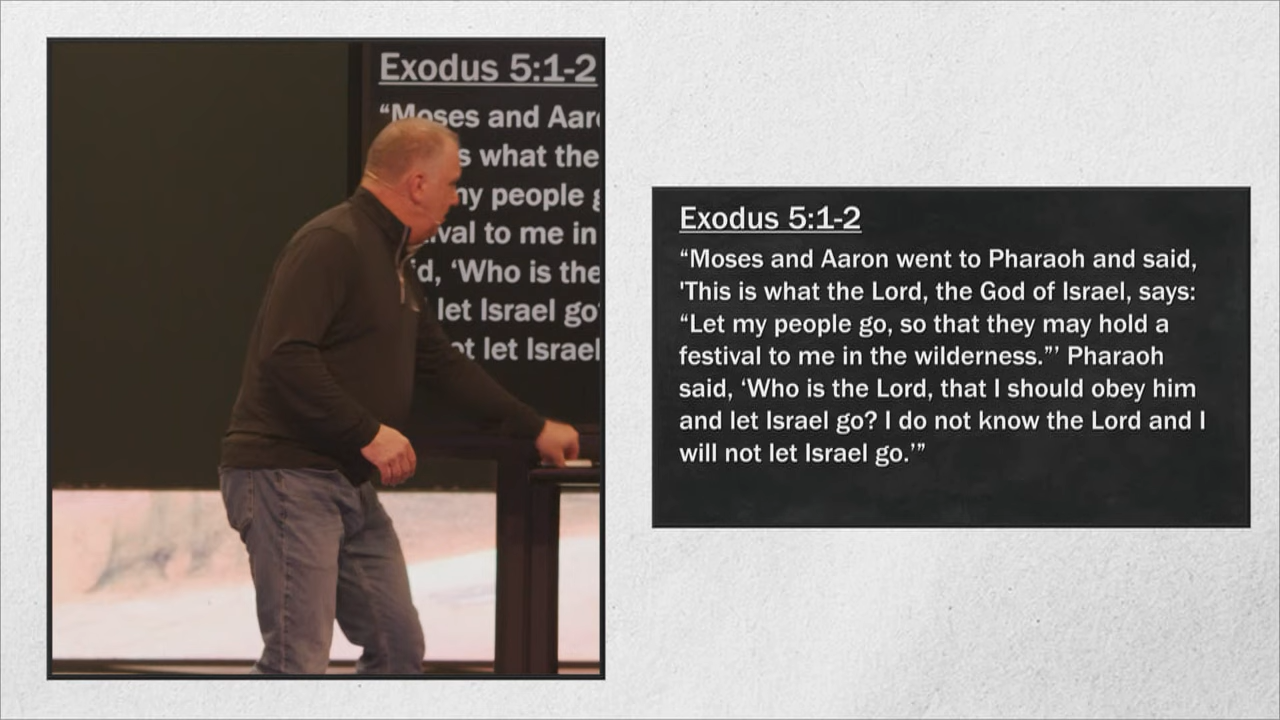 Exodus 5:1-2
“Moses and Aar
s what the
my people g
ival to me in
d, ‘Who is the
let Israel go
ot let Israel
Exodus 5:1-2
“Moses and Aaron went to Pharaoh and said,
'This is what the Lord, the God of Israel, says:
“Let my people go, so that they may hold a
festival to me in the wilderness.”’ Pharaoh
said, ‘Who is the Lord, that I should obey him
and let Israel go? I do not know the Lord and I
will not let Israel go.’”